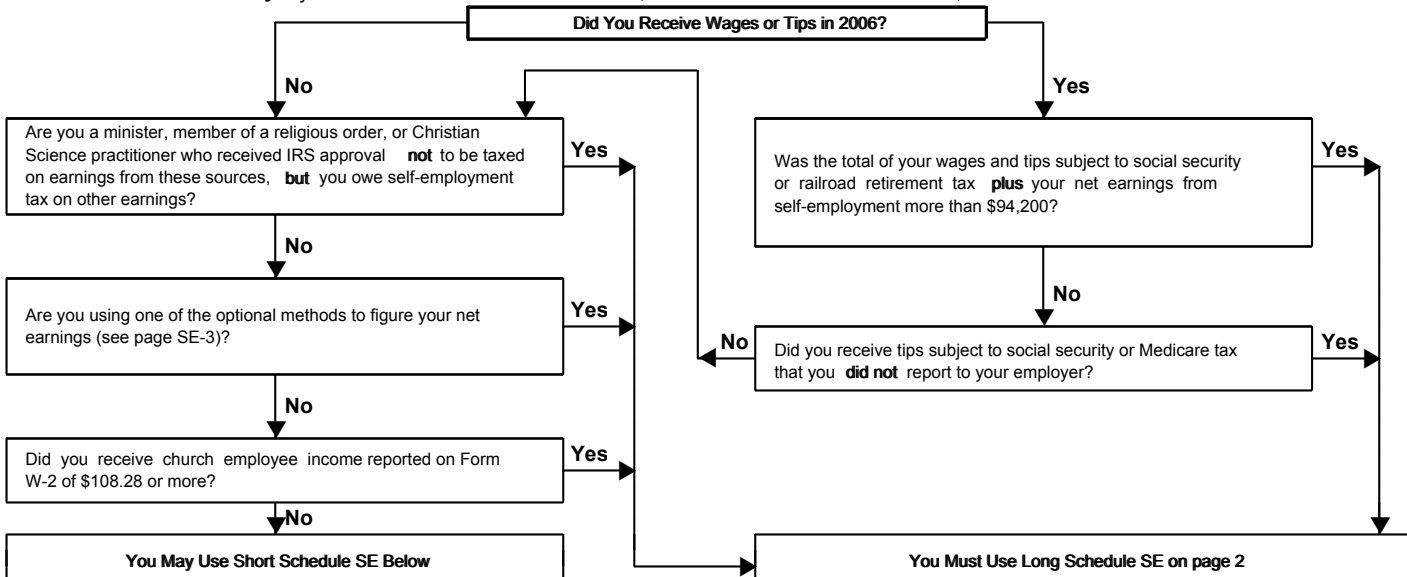 Did You Receive Wages or Tips in 2006?
No
Yes
Are you a minister, member of a religious order, or Christian
Science practitioner who received IRS approval not to be taxed
on earnings from these sources, but you owe self-employment
tax on other earnings?
Yes
Was the total of your wages and tips subject to social security
or railroad retirement tax plus your net earnings from
self-employment more than $94,200?
Yes
No
No
Are you using one of the optional methods to figure your net
earnings (see page SE-3)?
Yes
No
Did you receive tips subject to social security or Medicare tax
that you did not report to your employer?
Yes
No
Did you receive church employee income reported on Form
W-2 of $108.28 or more?
Yes
No
You May Use Short Schedule SE Below
You Must Use Long Schedule SE on page 2